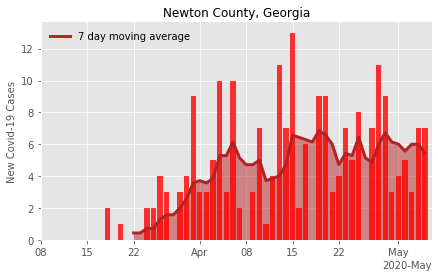 Newton County, Georgia
7 day moving average
New Covid-19 Cases
12
10
8
6
4
2
0
08 15 22 Apr 08 15 22 May
2020-May